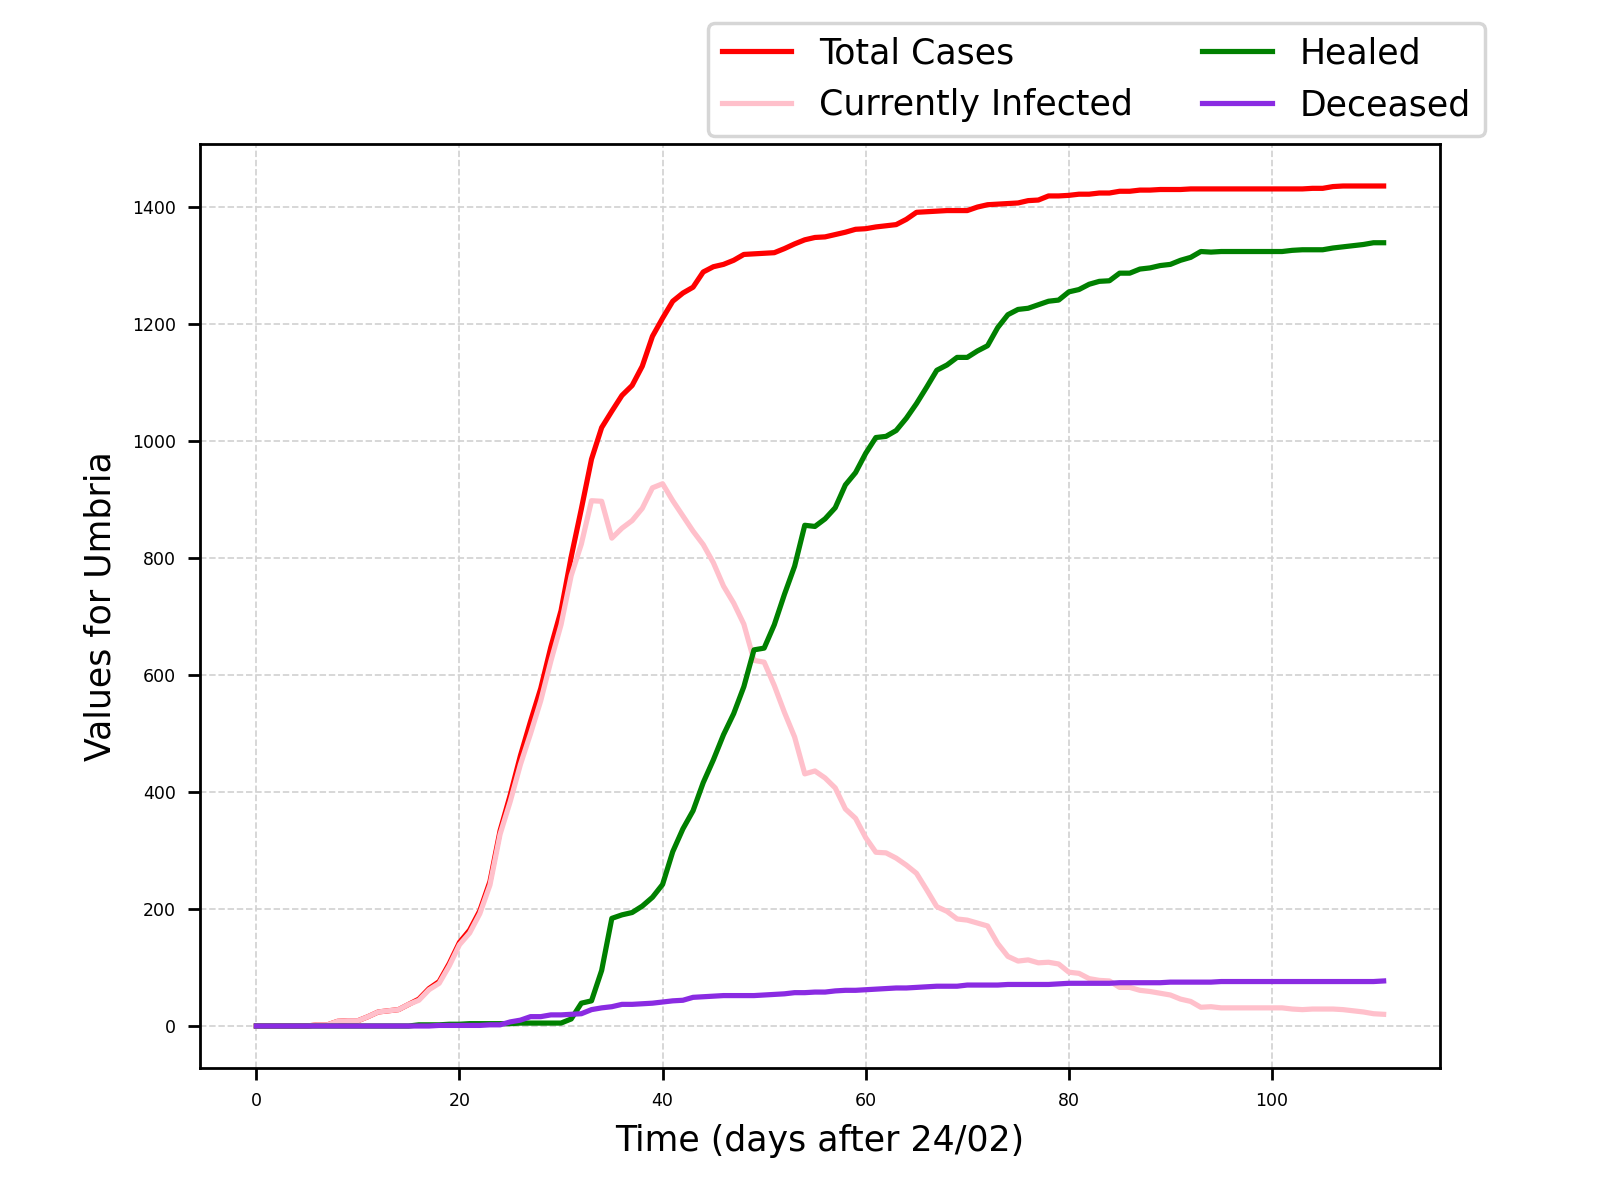 Total Cases
Currently Infected
Healed
Deceased
1400
1200
1000
800
600
400
200
0
Values for Umbria
0 20 40 60 80 100
Time (days after 24/02)